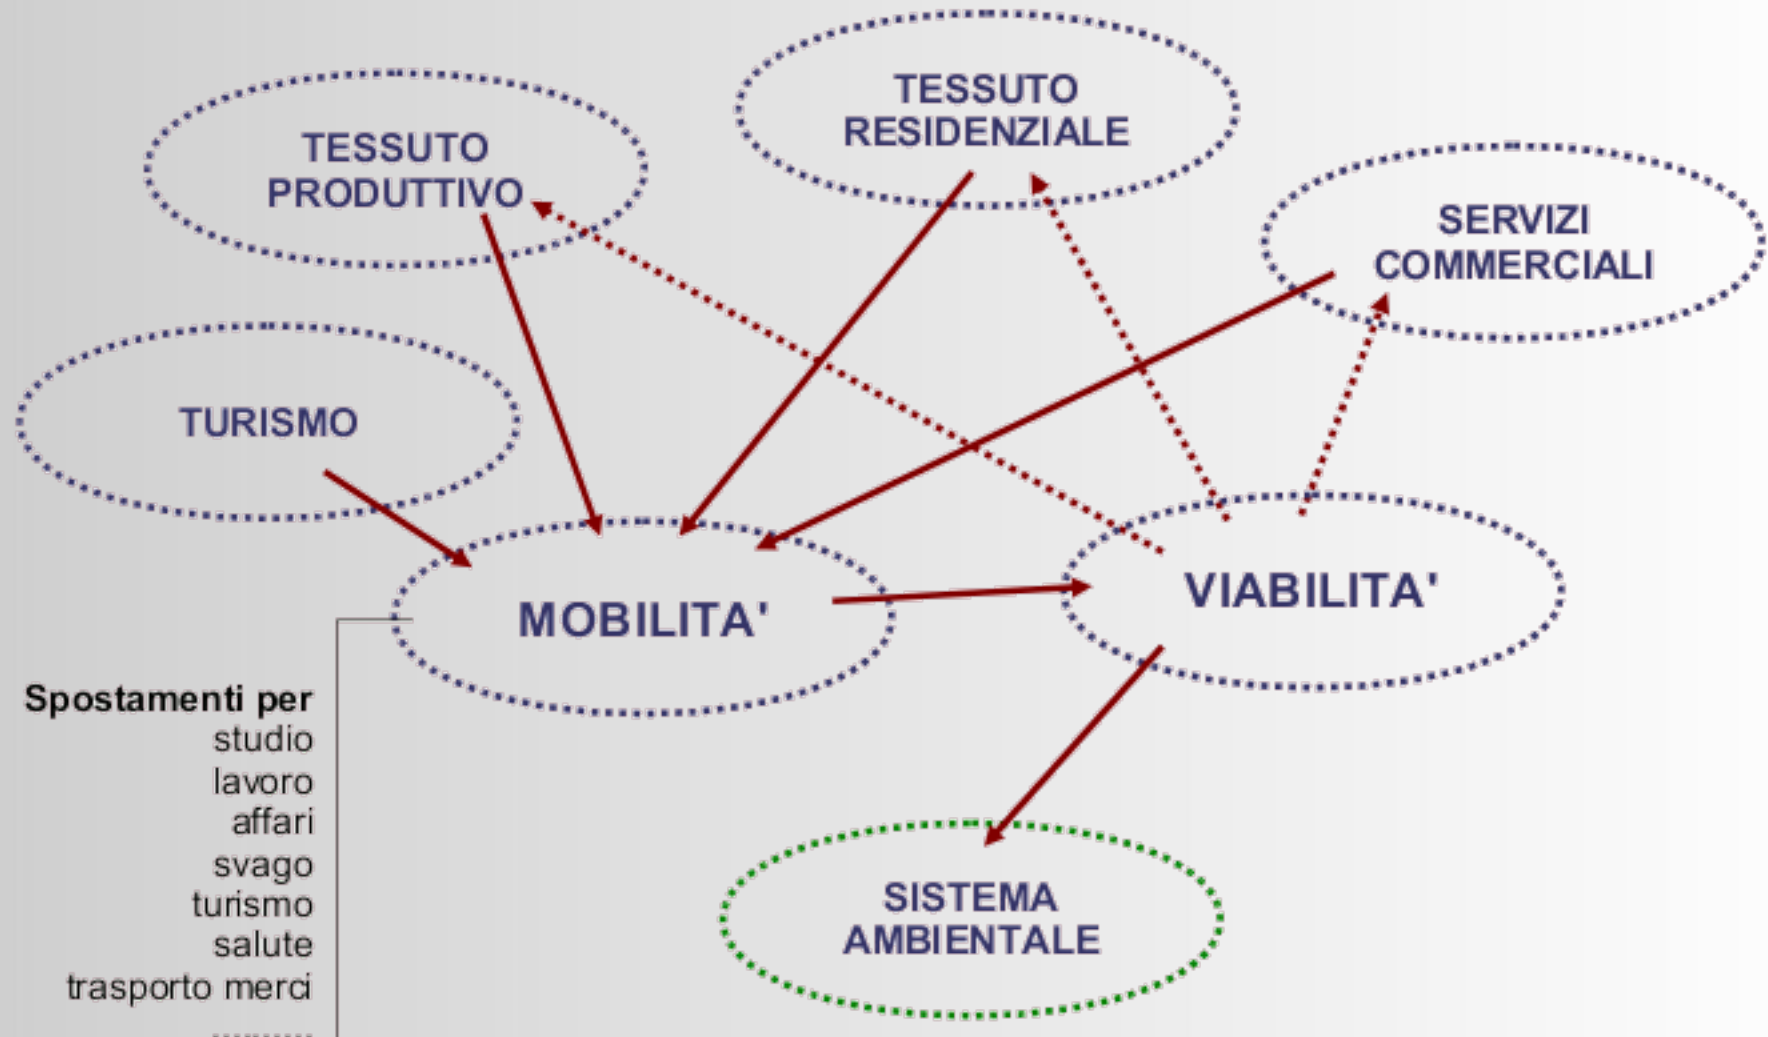 TESSUTO
RESIDENZIALE
TESSUTO
PRODUTTIVO
SERVIZI
COMMERCIALI
TURISMO
MOBILITA'
VIABILITA'
Spostamenti per
studio
lavoro
affari
svago
turismo
salute
trasporto merci
.........
SISTEMA
AMBIENTALE